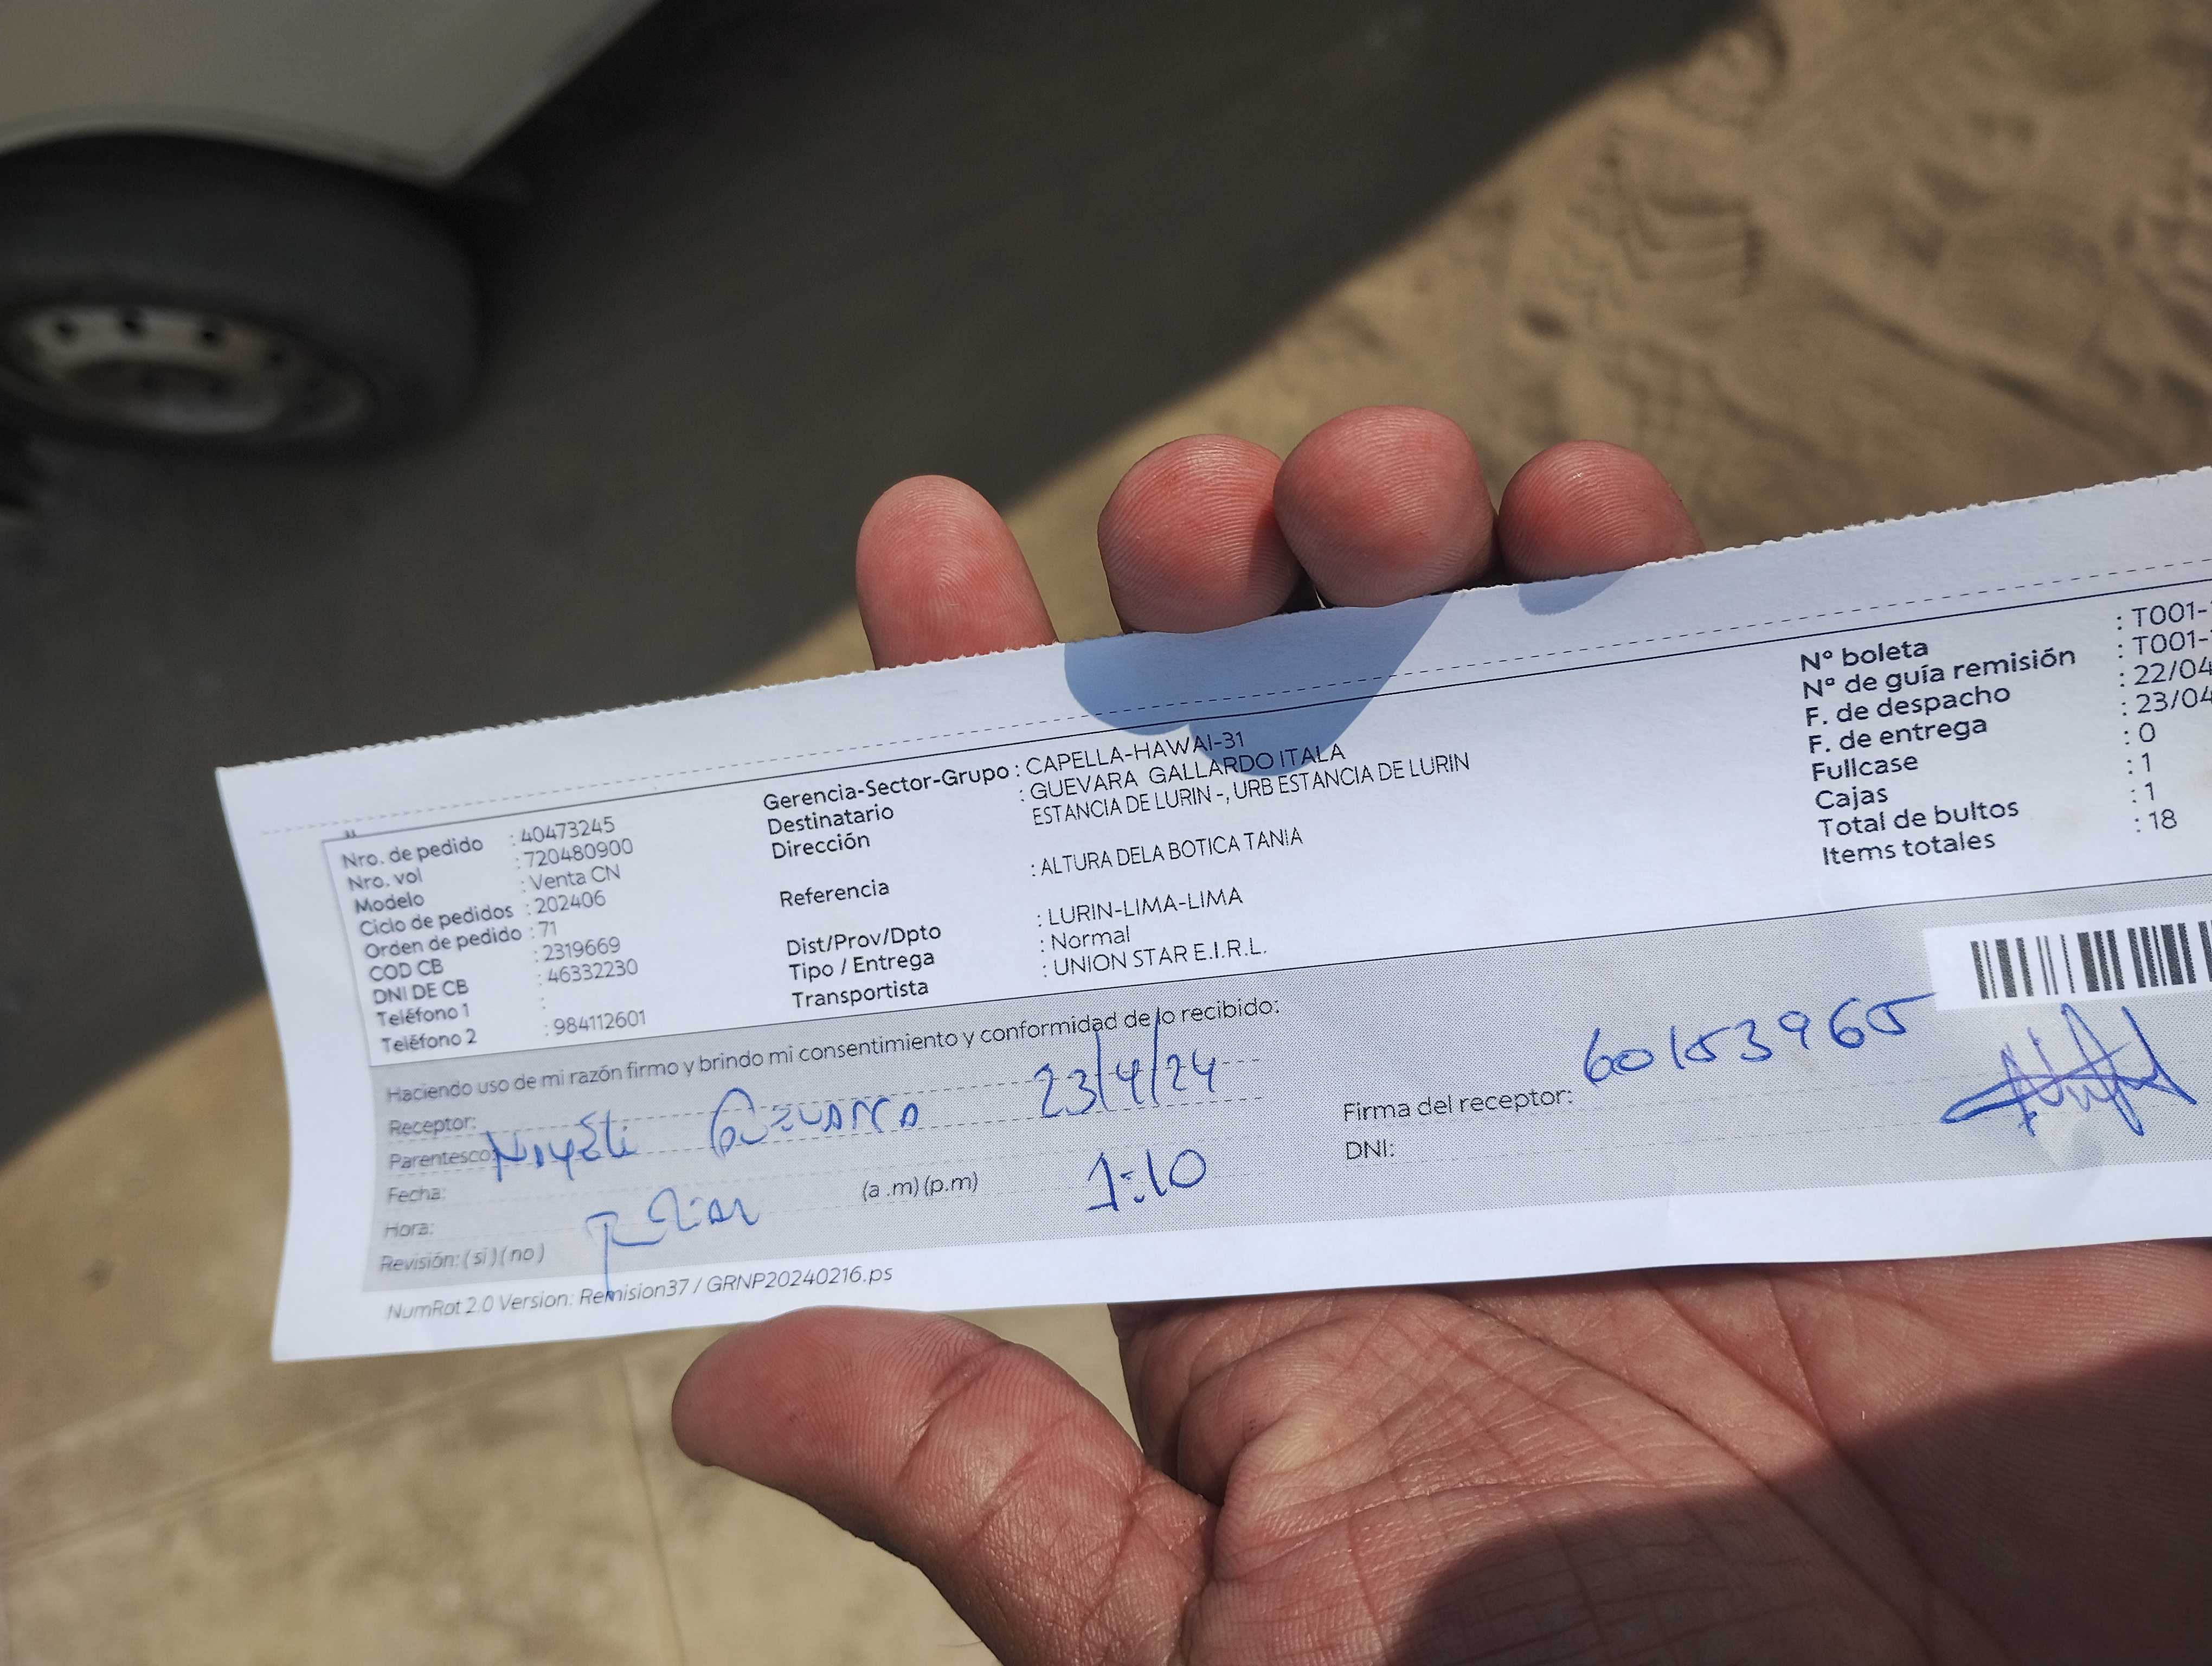 Nro. de pedido : 40473245
Nro. vol : 720480900
Modelo : Venta CN
Ciclo de pedidos : 202406
Orden de pedido : 71
COD CB : 2319669
DNI DE CB : 46332230
Teléfono 1 :
Teléfono 2 : 984112601
Gerencia-Sector-Grupo : CAPELLA-HAWAI-31
Destinatario : GUEVARA GALLARDO ITALA
Dirección ESTANCIA DE LURIN -, URB ESTANCIA DE LURIN
Referencia : ALTURA DELA BOTICA TANIA
Dist/Prov/Dpto : LURIN-LIMA-LIMA
Tipo / Entrega : Normal
Transportista : UNION STAR E.I.R.L.
N° boleta : T001-
N° de guía remisión : T001-
F. de despacho : 22/04
F. de entrega : 23/04
Fullcase : 0
Cajas : 1
Total de bultos : 1
Items totales : 18
Haciendo uso de mi razón firmo y brindo mi consentimiento y conformidad de lo recibido:
Receptor:
Parentesco: Guevara 23/4/24
Fecha:
Hora: (a .m) (p.m) 1:10
Revisión: ( si ) ( no )
Firma del receptor: 60153965
DNI:
NumRot 2.0 Version: Remision37 / GRNP20240216.ps